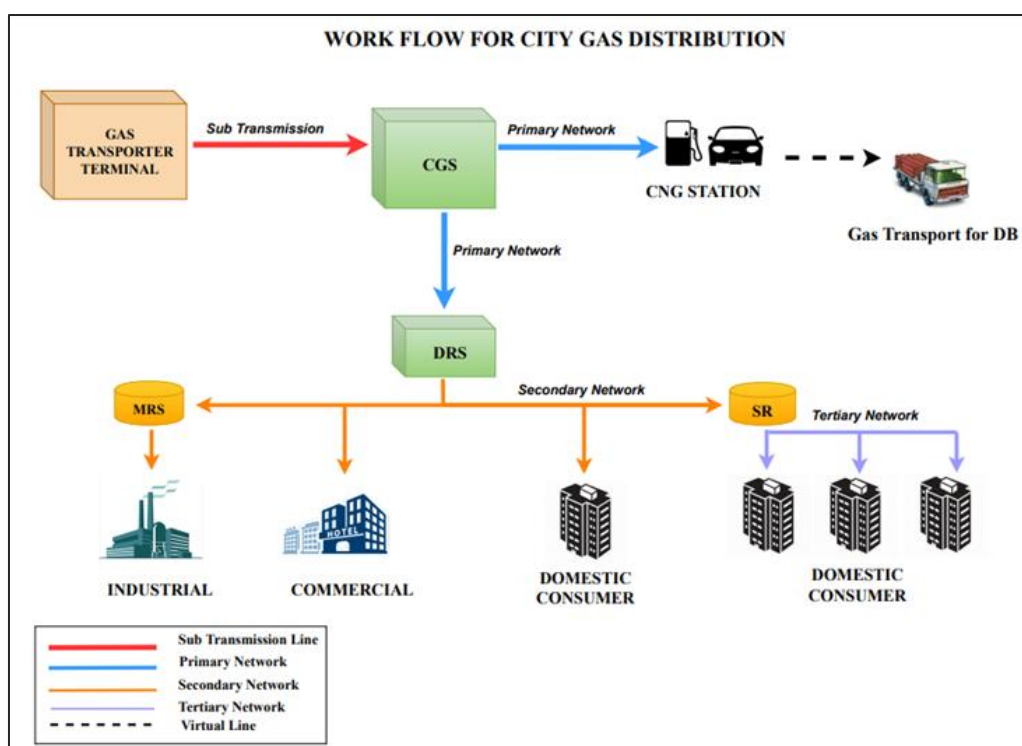 WORK FLOW FOR CITY GAS DISTRIBUTION
GAS
TRANSPORTER
TERMINAL
Sub Transmission
CGS
Primary Network
CNG STATION
Gas Transport for DB
Primary Network
DRS
Secondary Network
MRS
SR
Tertiary Network
HOTEL
INDUSTRIAL
COMMERCIAL
DOMESTIC
CONSUMER
DOMESTIC
CONSUMER
Sub Transmission Line
Primary Network
Secondary Network
Tertiary Network
Virtual Line